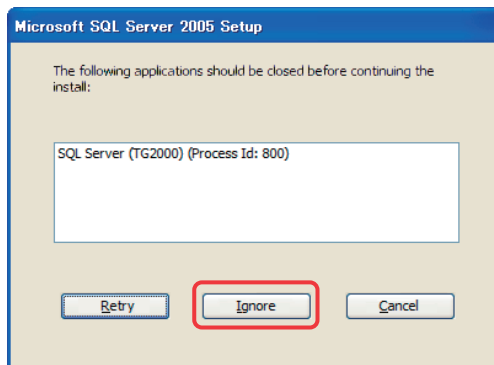 Microsoft SQL Server 2005 Setup
The following applications should be closed before continuing the
install:
SQL Server (TG2000) (Process Id: 800)
Retry
Ignore
Cancel